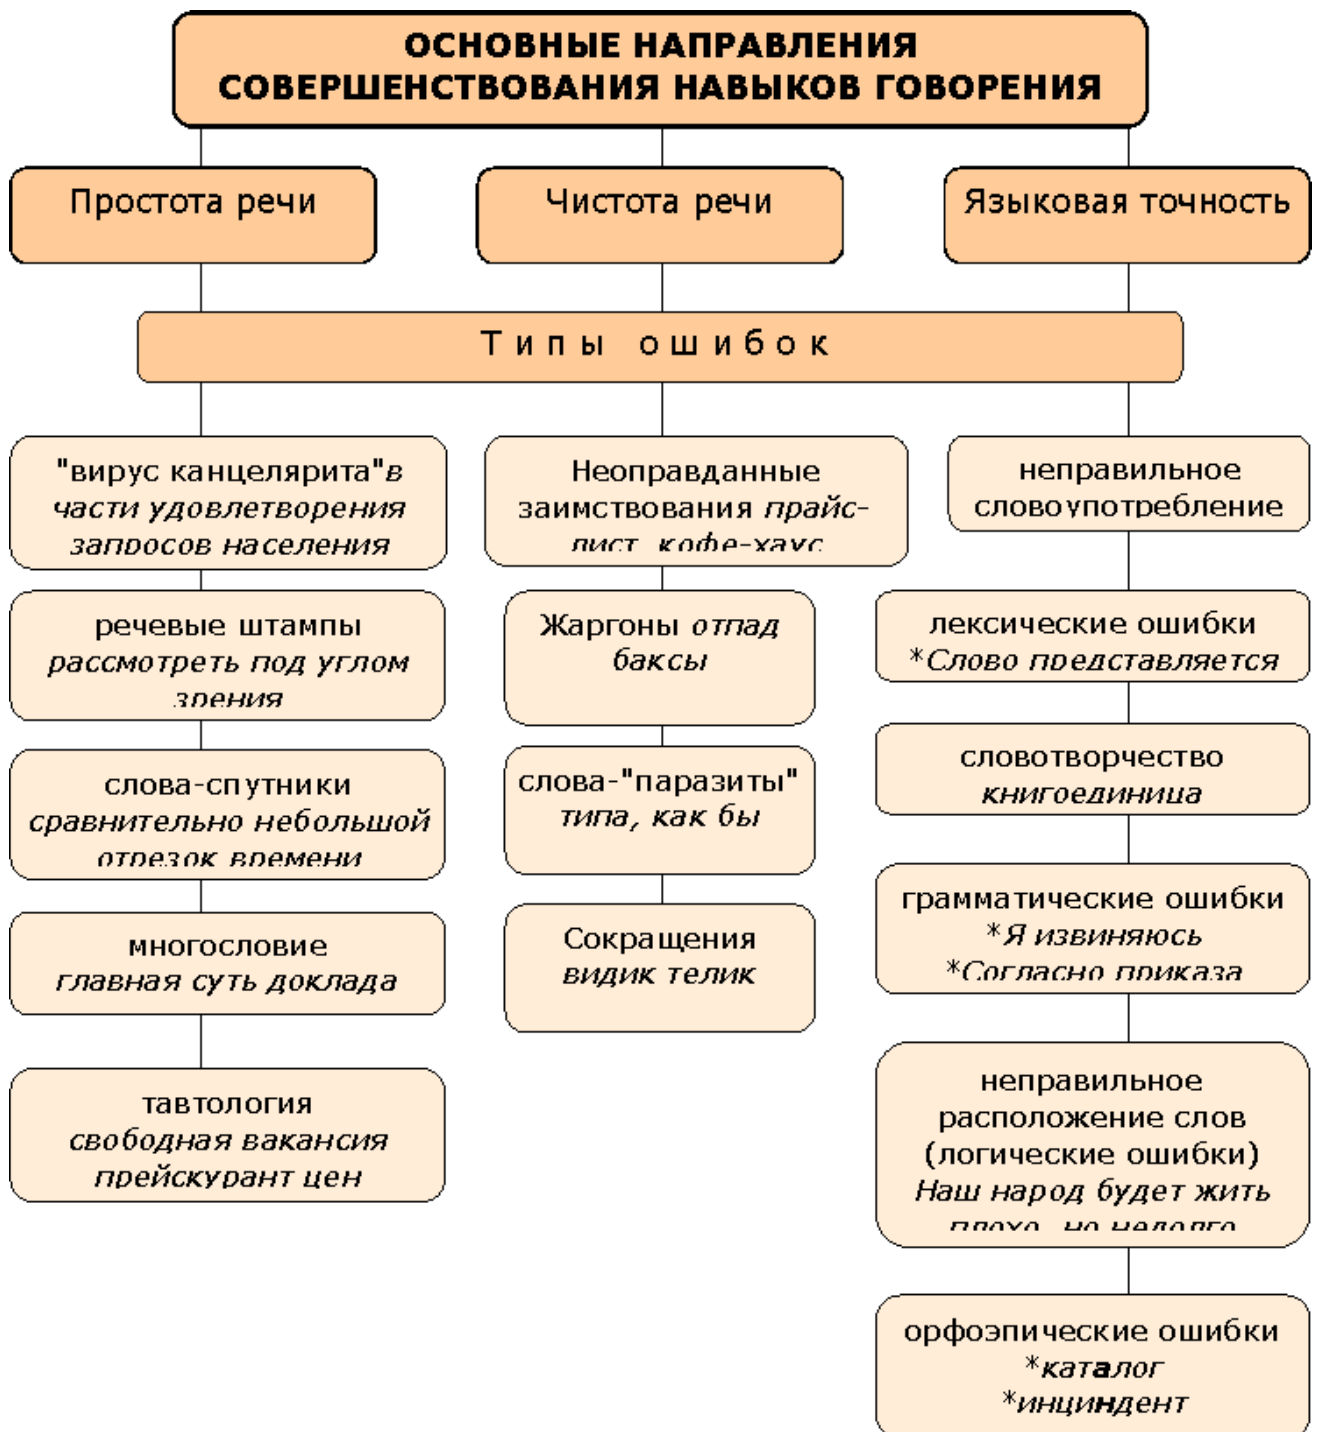 ОСНОВНЫЕ НАПРАВЛЕНИЯ
СОВЕРШЕНСТВОВАНИЯ НАВЫКОВ ГОВОРЕНИЯ
Простота речи
Чистота речи
Языковая точность
Типы ошибок
"вирус канцелярита"в
части удовлетворения
запросов населения
речевые штампы
рассмотреть под углом
зрения
слова-спутники
сравнительно небольшой
отрезок времени
многословие
главная суть доклада
тавтология
свободная вакансия
прейскурант цен
Неоправданные
заимствования прайс-
лист, кофе-хаус
Жаргоны отпад
баксы
слова-"паразиты"
типа, как бы
Сокращения
видик телик
неправильное
словоупотребление
лексические ошибки
*Слово представляется
словотворчество
книгоединица
грамматические ошибки
*Я извиняюсь
*Согласно приказа
неправильное
расположение слов
(логические ошибки)
Наш народ будет жить
плохо, но недолго
орфоэпические ошибки
*каталог
*инциндент